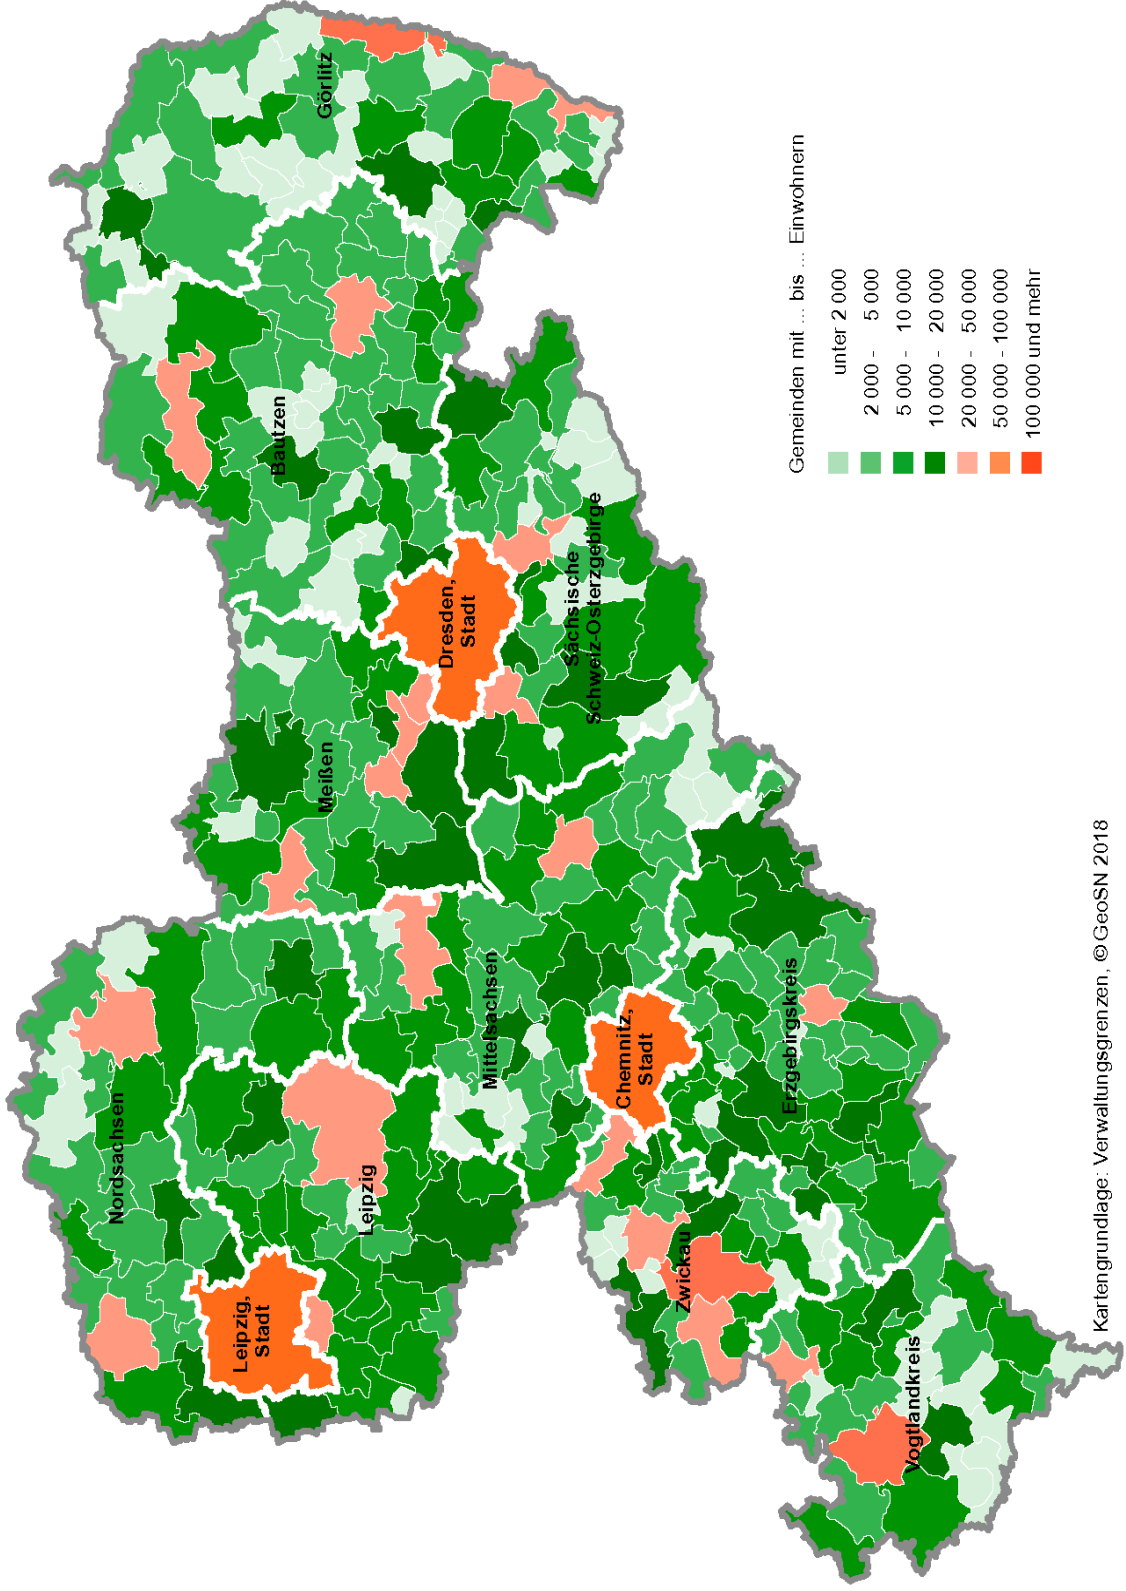 Görlitz
Bautzen
Dresden,
Stadt
Sächsische
Schweiz-Osterzgebirge
Meißen
Nordsachsen
Leipzig
Leipzig,
Stadt
Mittelsachsen
Chemnitz,
Stadt
Erzgebirgskreis
Zwickau
Vogtlandkreis
Gemeinden mit ... bis ... Einwohnern
unter 2 000
2 000 - 5 000
5 000 - 10 000
10 000 - 20 000
20 000 - 50 000
50 000 - 100 000
100 000 und mehr
Kartengrundlage: Verwaltungsgrenzen, © GeoSN 2018